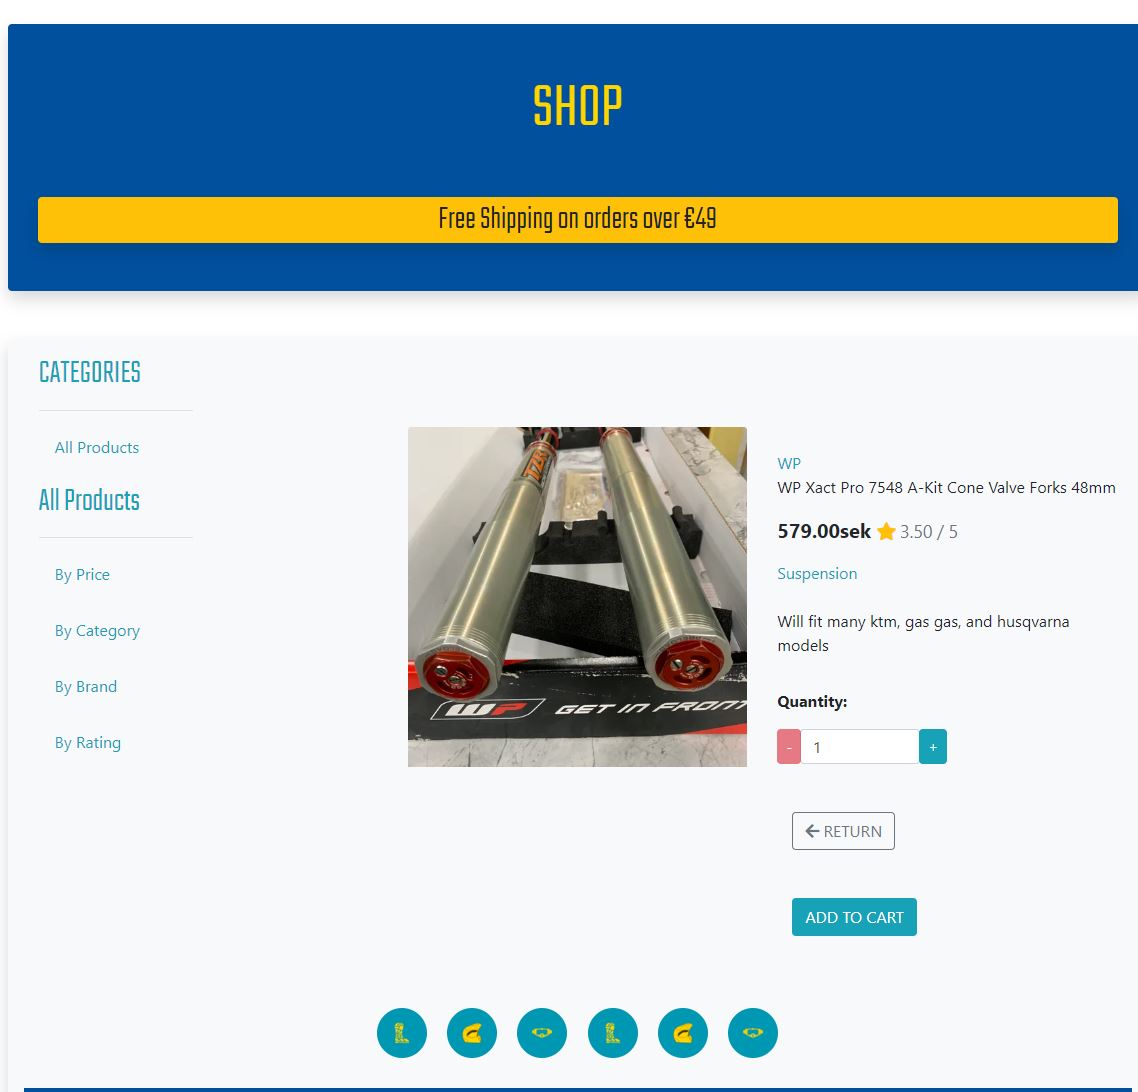 SHOP
Free Shipping on orders over €49
CATEGORIES
All Products
All Products
By Price
By Category
By Brand
By Rating
TZR
WP
GET IN FRONT
WP
WP Xact Pro 7548 A-Kit Cone Valve Forks 48mm
579.00sek 3.50 / 5
Suspension
Will fit many ktm, gas gas, and husqvarna
models
Quantity:
- 1 +
RETURN
ADD TO CART